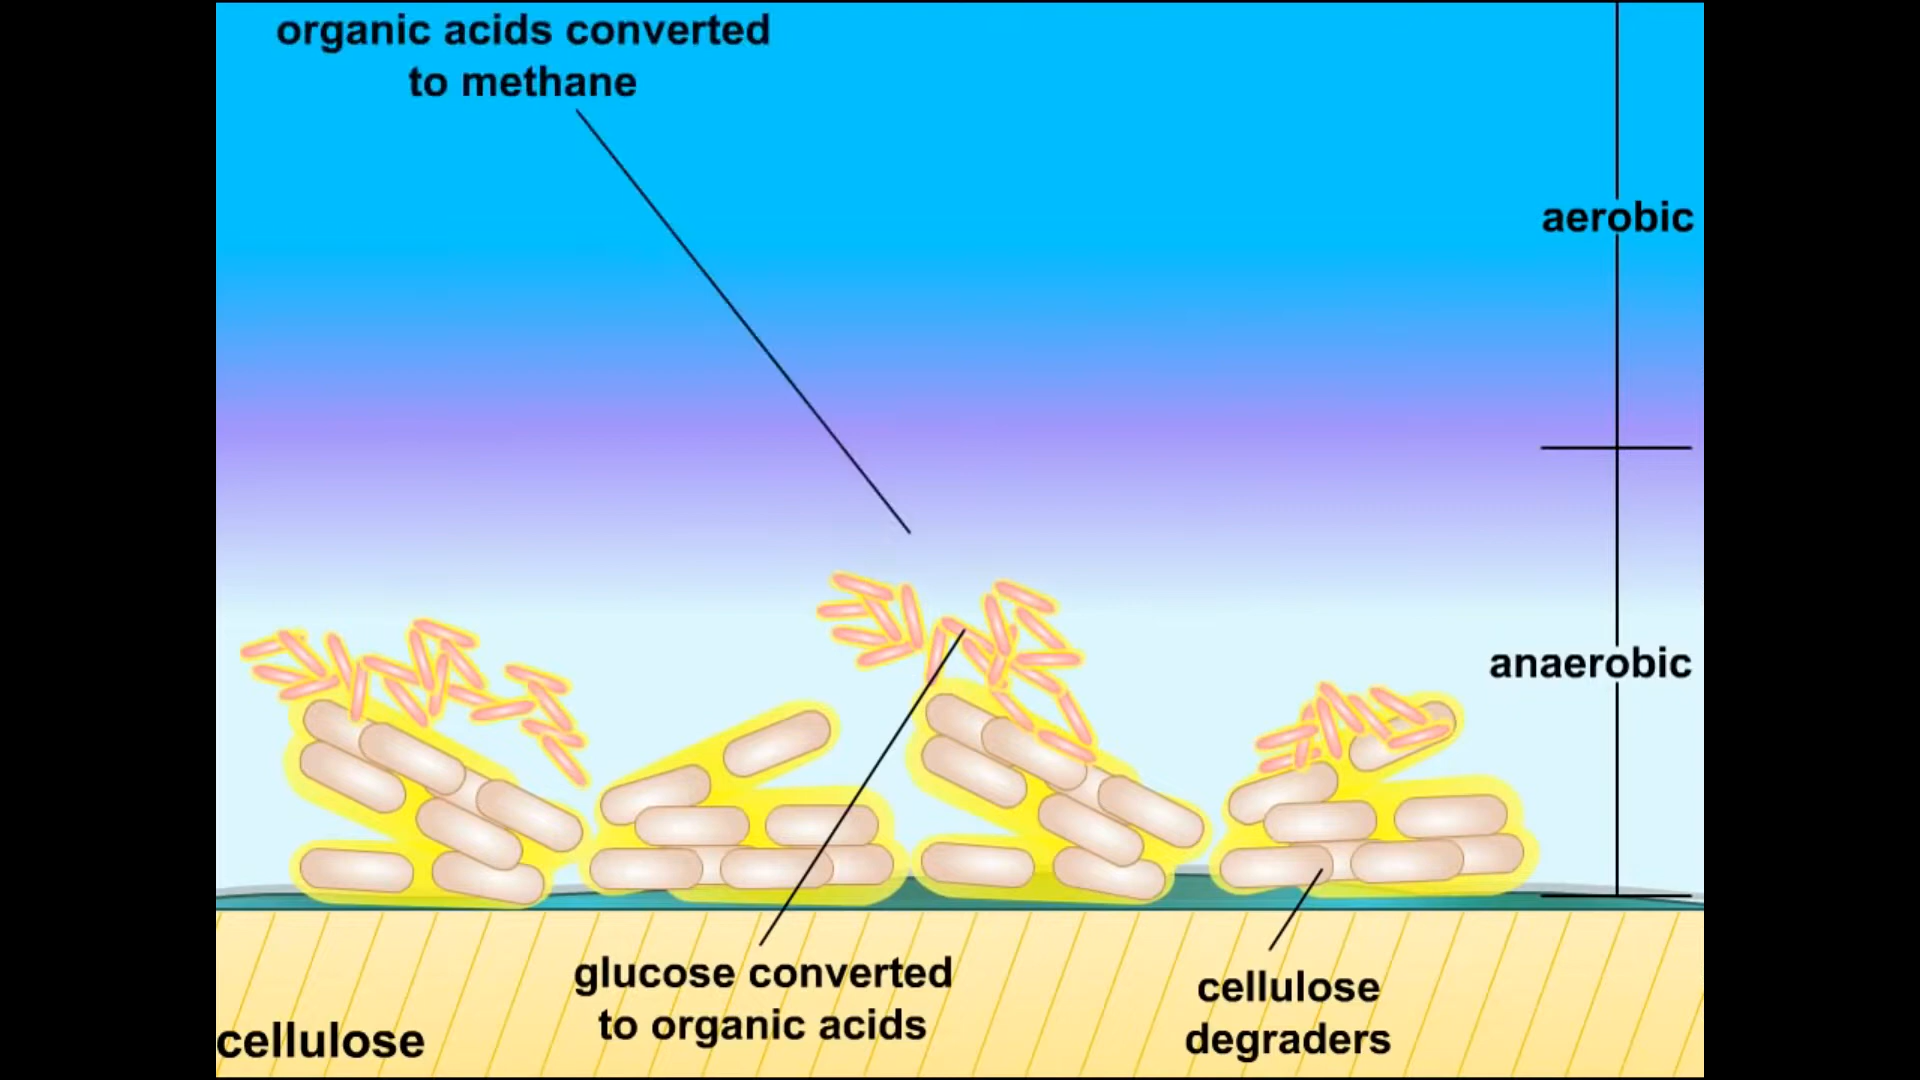 organic acids converted
to methane
aerobic
anaerobic
glucose converted
to organic acids
cellulose
degraders
cellulose